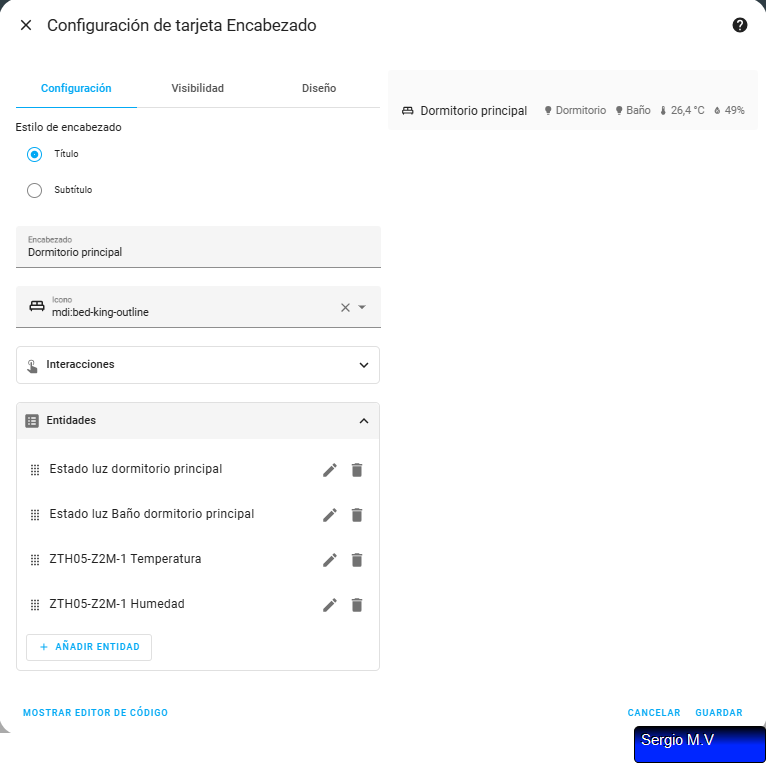 Configuración de tarjeta Encabezado
Configuración
Visibilidad
Diseño
Estilo de encabezado
Título
Subtítulo
Encabezado
Dormitorio principal
Icono
mdi:bed-king-outline
Interacciones
Entidades
Estado luz dormitorio principal
Estado luz Baño dormitorio principal
ZTH05-Z2M-1 Temperatura
ZTH05-Z2M-1 Humedad
+ AÑADIR ENTIDAD
Dormitorio principal Dormitorio Baño 26,4 °C 49%
MOSTRAR EDITOR DE CÓDIGO
CANCELAR GUARDAR
Sergio M.V